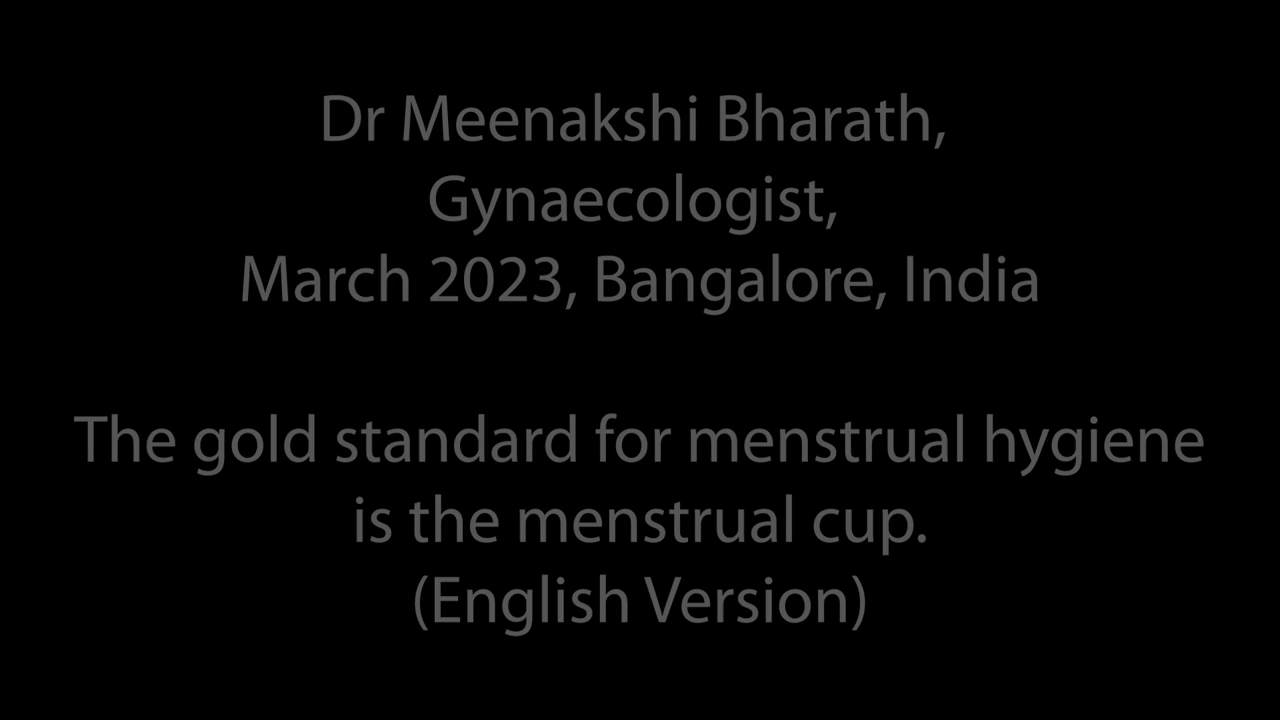 Dr Meenakshi Bharath,
Gynaecologist,
March 2023, Bangalore, India
The gold standard for menstrual hygiene
is the menstrual cup.
(English Version)